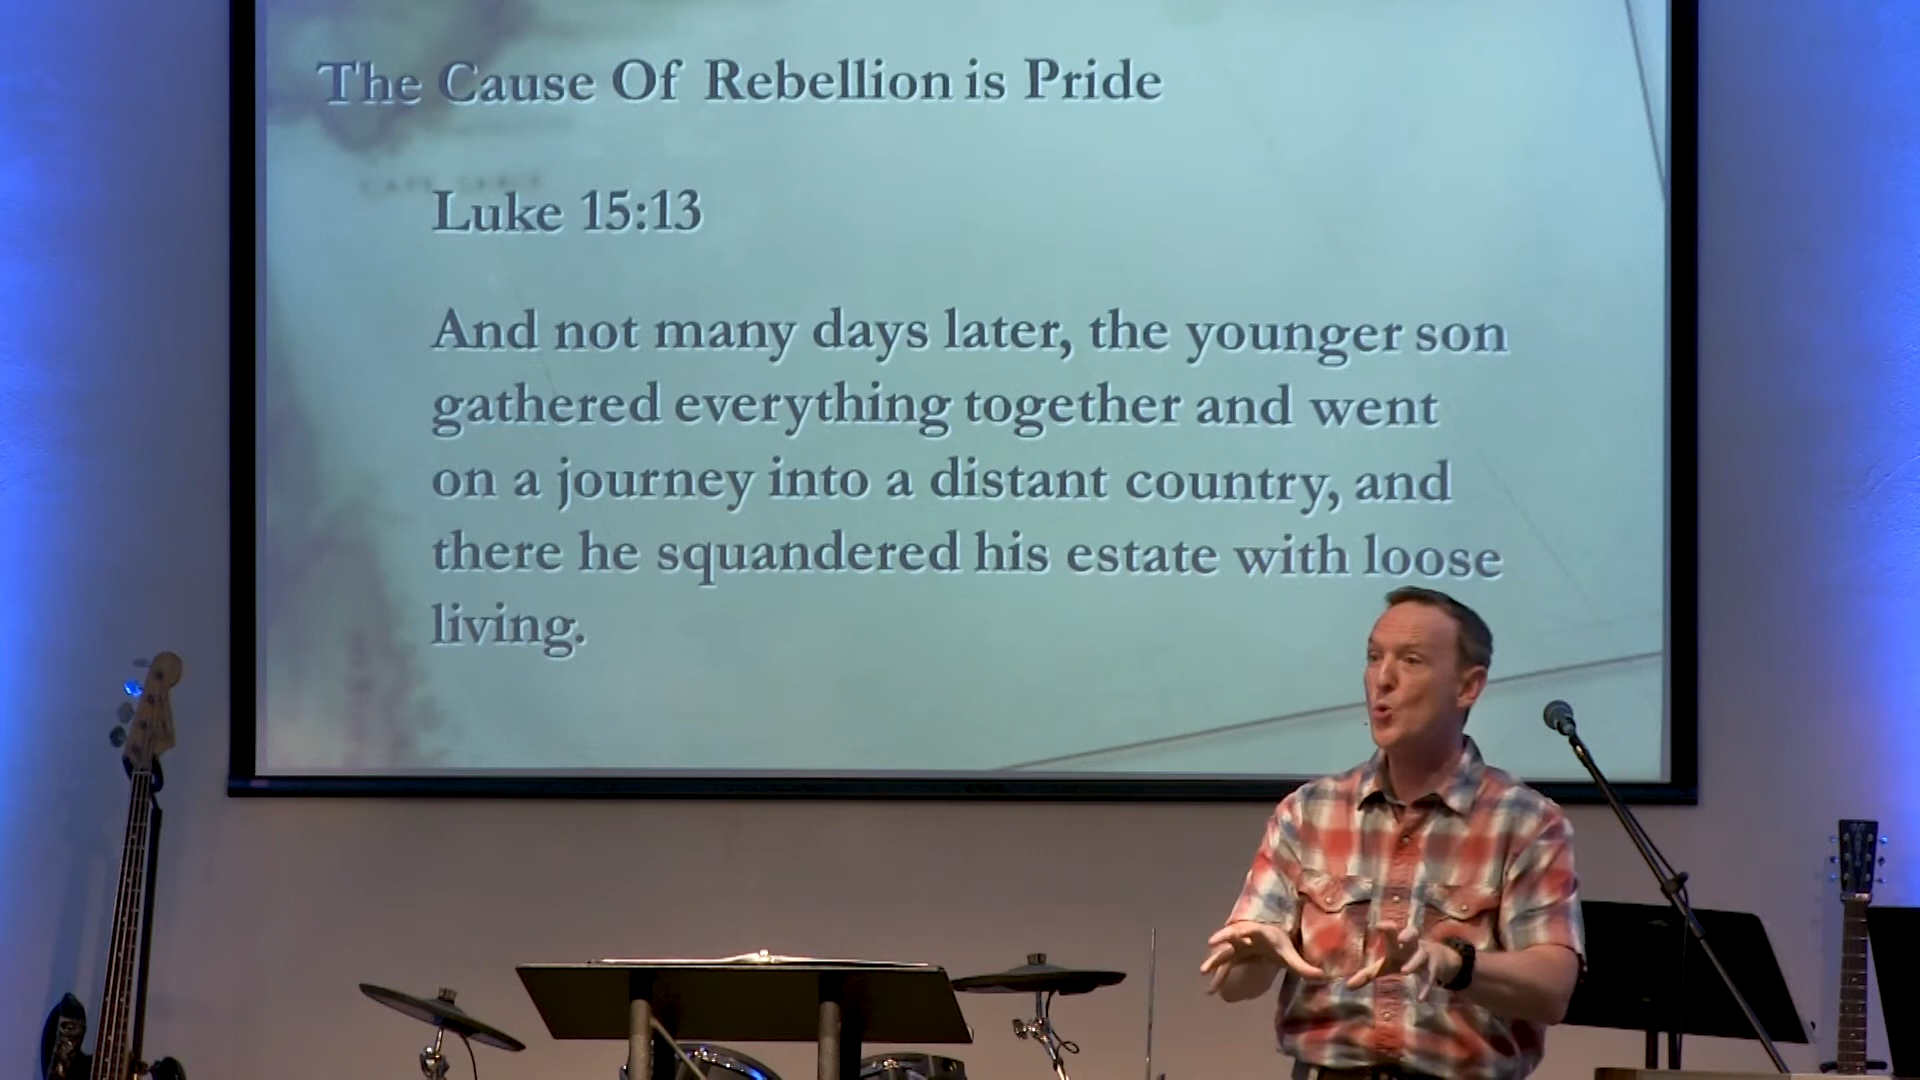 The Cause Of Rebellion is Pride
Luke 15:13
And not many days later, the younger son
gathered everything together and went
on a journey into a distant country, and
there he squandered his estate with loose
living.